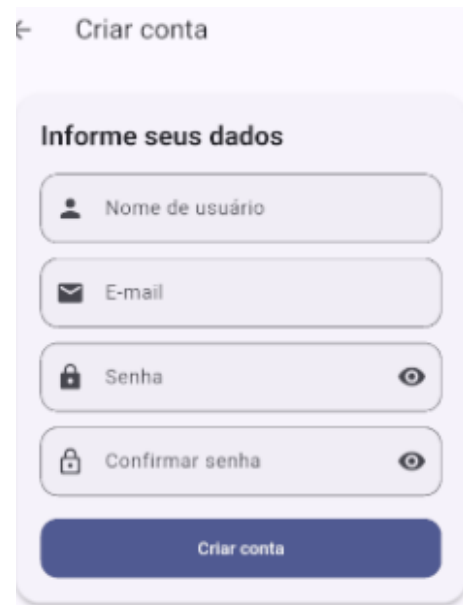 Criar conta
Informe seus dados
Nome de usuário
E-mail
Senha
Confirmar senha
Criar conta